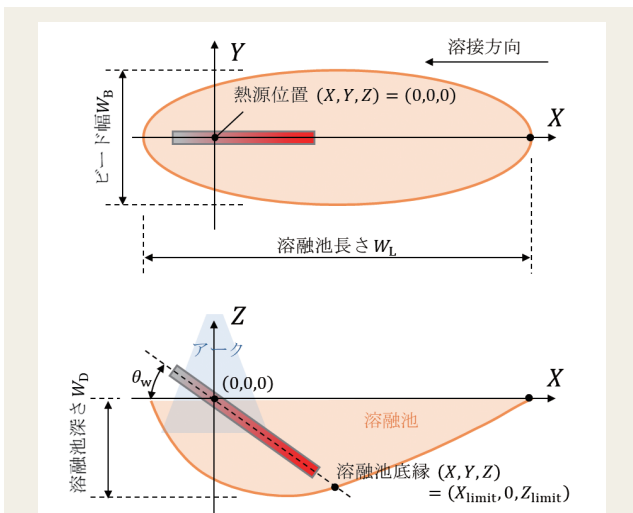 溶接方向
Y
熱源位置 (X,Y,Z) = (0,0,0)
X
ビード幅W_B
溶融池長さW_L
Z
アーク
θ_w
(0,0,0)
X
溶融池深さW_D
溶融池
溶融池底縁 (X,Y,Z)
= (X_limit,0,Z_limit)